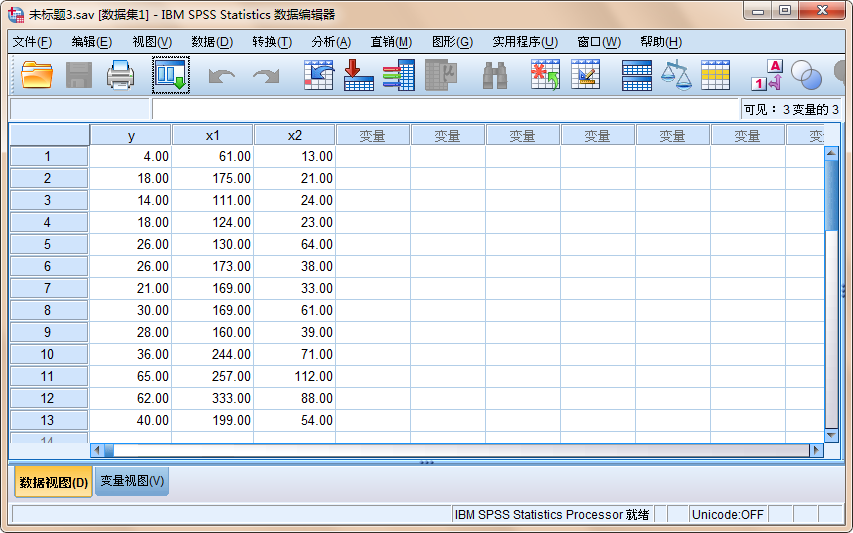 未标题3.sav [数据集1] - IBM SPSS Statistics 数据编辑器
文件(F) 编辑(E) 视图(V) 数据(D) 转换(T) 分析(A) 直销(M) 图形(G) 实用程序(U) 窗口(W) 帮助(H)
A
1
可见： 3 变量的 3
y x1 x2 变量 变量 变量 变量 变量 变量
1 4.00 61.00 13.00
2 18.00 175.00 21.00
3 14.00 111.00 24.00
4 18.00 124.00 23.00
5 26.00 130.00 64.00
6 26.00 173.00 38.00
7 21.00 169.00 33.00
8 30.00 169.00 61.00
9 28.00 160.00 39.00
10 36.00 244.00 71.00
11 65.00 257.00 112.00
12 62.00 333.00 88.00
13 40.00 199.00 54.00
14
数据视图(D) 变量视图(V)
IBM SPSS Statistics Processor 就绪 Unicode:OFF